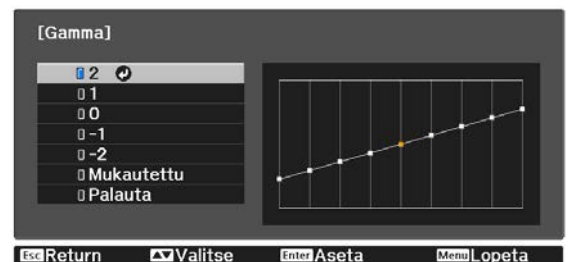 [Gamma]
2
1
0
-1
-2
Mukautettu
Palauta
Esc Return Valitse Enter Aseta Menu Lopeta